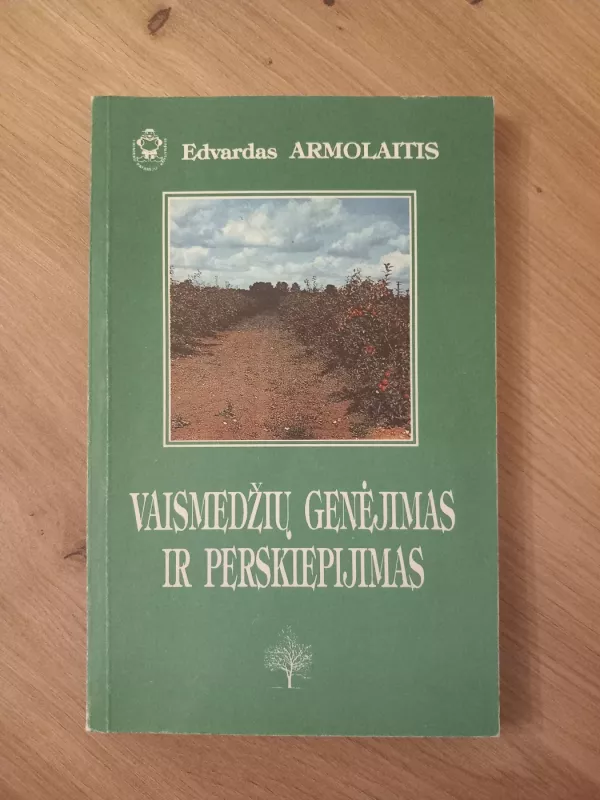 Edvardas ARMOLAITIS
VAISMEDŽIŲ GENĖJIMAS
IR PERSKIEPIJIMAS